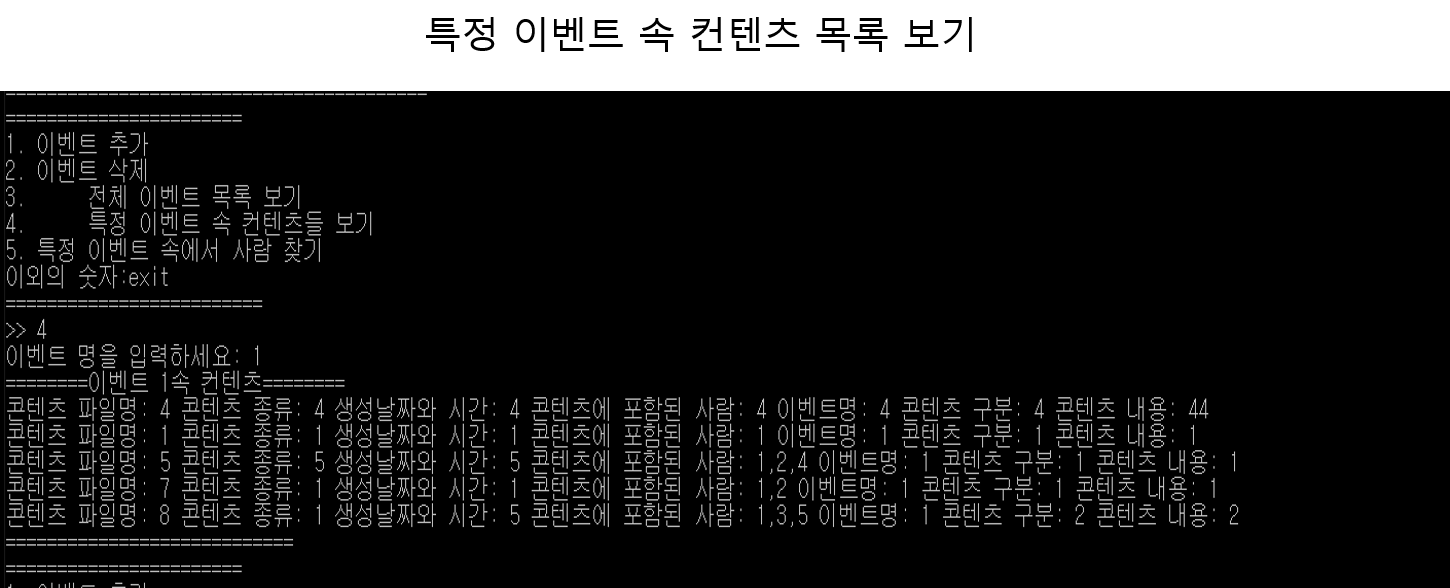 특정 이벤트 속 컨텐츠 목록 보기
=========================================
=======================
1. 이벤트 추가
2. 이벤트 삭제
3.      전체 이벤트 목록 보기
4.      특정 이벤트 속 컨텐츠들 보기
5. 특정 이벤트 속에서 사람 찾기
이외의 숫자:exit
=========================
>> 4
이벤트 명을 입력하세요: 1
========이벤트 1속 컨텐츠========
콘텐츠 파일명: 4 콘텐츠 종류: 4 생성날짜와 시간: 4 콘텐츠에 포함된 사람: 4 이벤트명: 4 콘텐츠 구분: 4 콘텐츠 내용: 44
콘텐츠 파일명: 1 콘텐츠 종류: 1 생성날짜와 시간: 1 콘텐츠에 포함된 사람: 1 이벤트명: 1 콘텐츠 구분: 1 콘텐츠 내용: 1
콘텐츠 파일명: 5 콘텐츠 종류: 5 생성날짜와 시간: 5 콘텐츠에 포함된 사람: 1,2,4 이벤트명: 1 콘텐츠 구분: 1 콘텐츠 내용: 1
콘텐츠 파일명: 7 콘텐츠 종류: 1 생성날짜와 시간: 1 콘텐츠에 포함된 사람: 1,2 이벤트명: 1 콘텐츠 구분: 1 콘텐츠 내용: 1
콘텐츠 파일명: 8 콘텐츠 종류: 1 생성날짜와 시간: 5 콘텐츠에 포함된 사람: 1,3,5 이벤트명: 1 콘텐츠 구분: 2 콘텐츠 내용: 2
============================
=======================